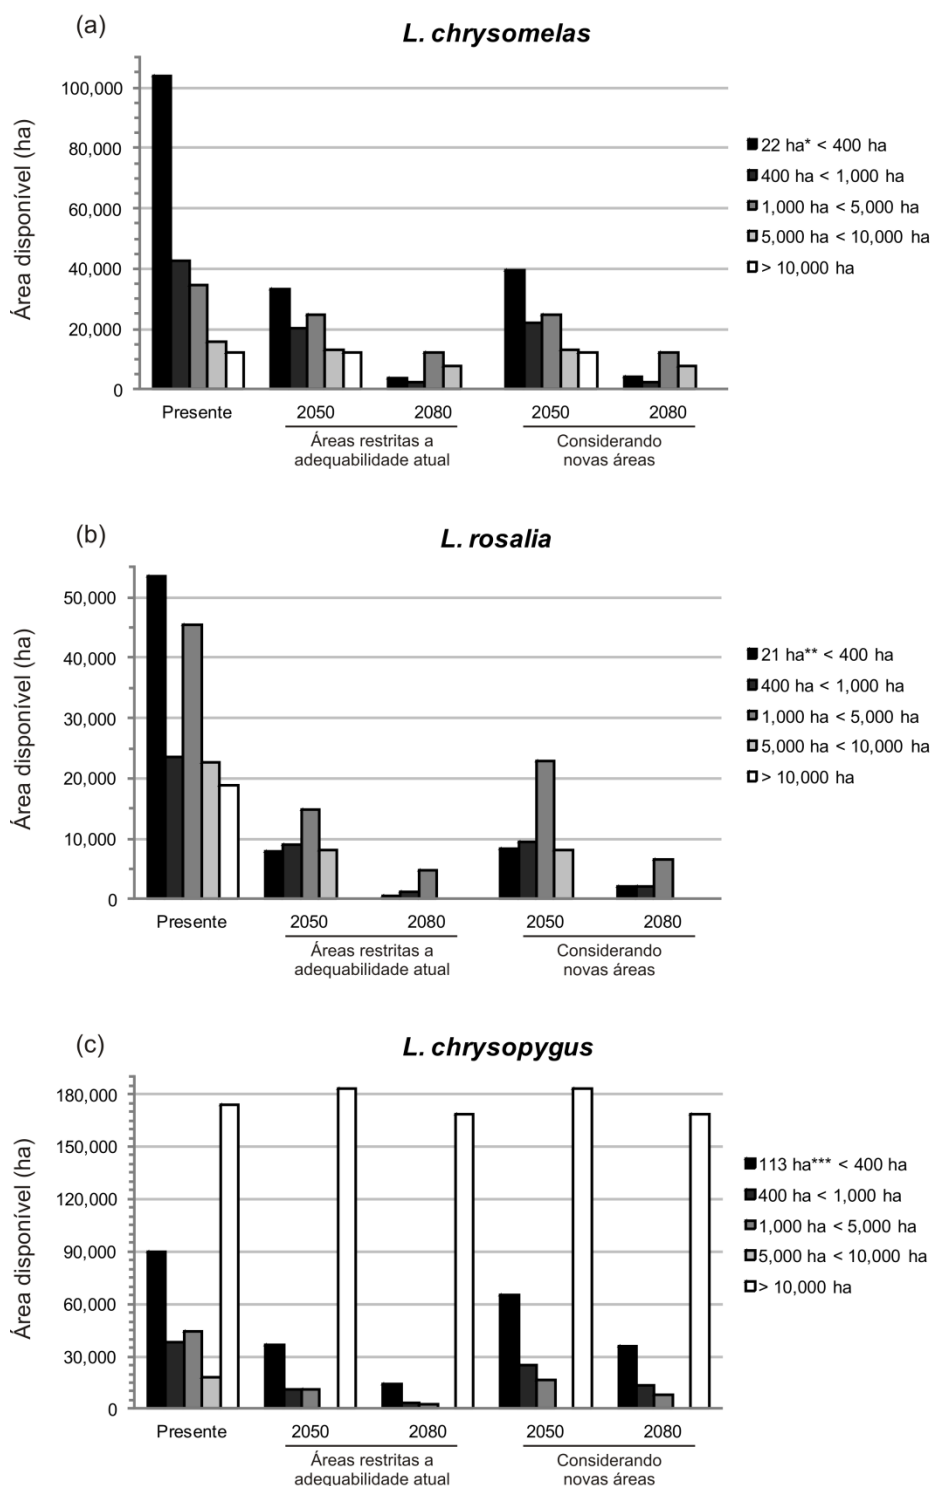 (a)
L. chrysomelas
Área disponível (ha)
100,000
80,000
60,000
40,000
20,000
0
Presente
2050
2080
2050
2080
Áreas restritas a
adequabilidade atual
Considerando
novas áreas
22 ha* < 400 ha
400 ha < 1,000 ha
1,000 ha < 5,000 ha
5,000 ha < 10,000 ha
> 10,000 ha
(b)
L. rosalia
Área disponível (ha)
50,000
40,000
30,000
20,000
10,000
0
Presente
2050
2080
2050
2080
Áreas restritas a
adequabilidade atual
Considerando
novas áreas
21 ha** < 400 ha
400 ha < 1,000 ha
1,000 ha < 5,000 ha
5,000 ha < 10,000 ha
> 10,000 ha
(c)
L. chrysopygus
Área disponível (ha)
180,000
150,000
120,000
90,000
60,000
30,000
0
Presente
2050
2080
2050
2080
Áreas restritas a
adequabilidade atual
Considerando
novas áreas
113 ha*** < 400 ha
400 ha < 1,000 ha
1,000 ha < 5,000 ha
5,000 ha < 10,000 ha
> 10,000 ha